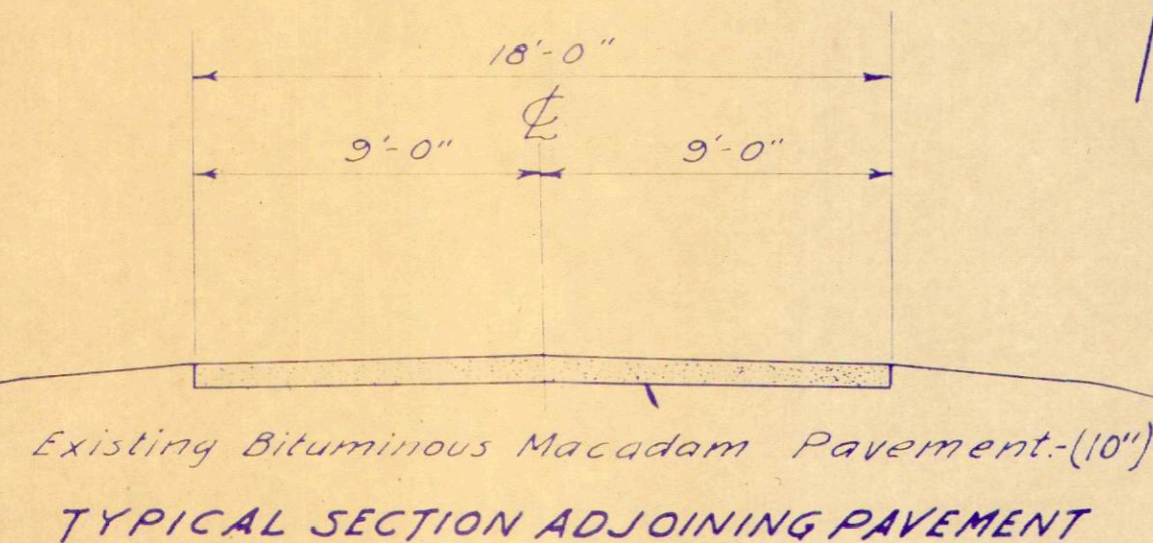 18'-0"
℄
9'-0" 9'-0"
Existing Bituminous Macadam Pavement.-(10")
TYPICAL SECTION ADJOINING PAVEMENT